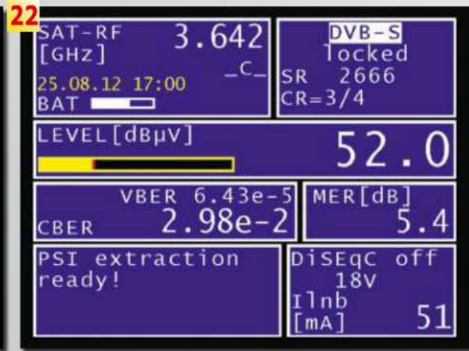 22
SAT-RF 3.642
[GHz]
_C_
25.08.12 17:00
BAT
DVB-S
locked
SR 2666
CR=3/4
LEVEL[dBµV]
52.0
VBER 6.43e-5
CBER 2.98e-2
MER[dB]
5.4
PSI extraction
ready!
DiSEqC off
18V
Ilnb
[mA] 51